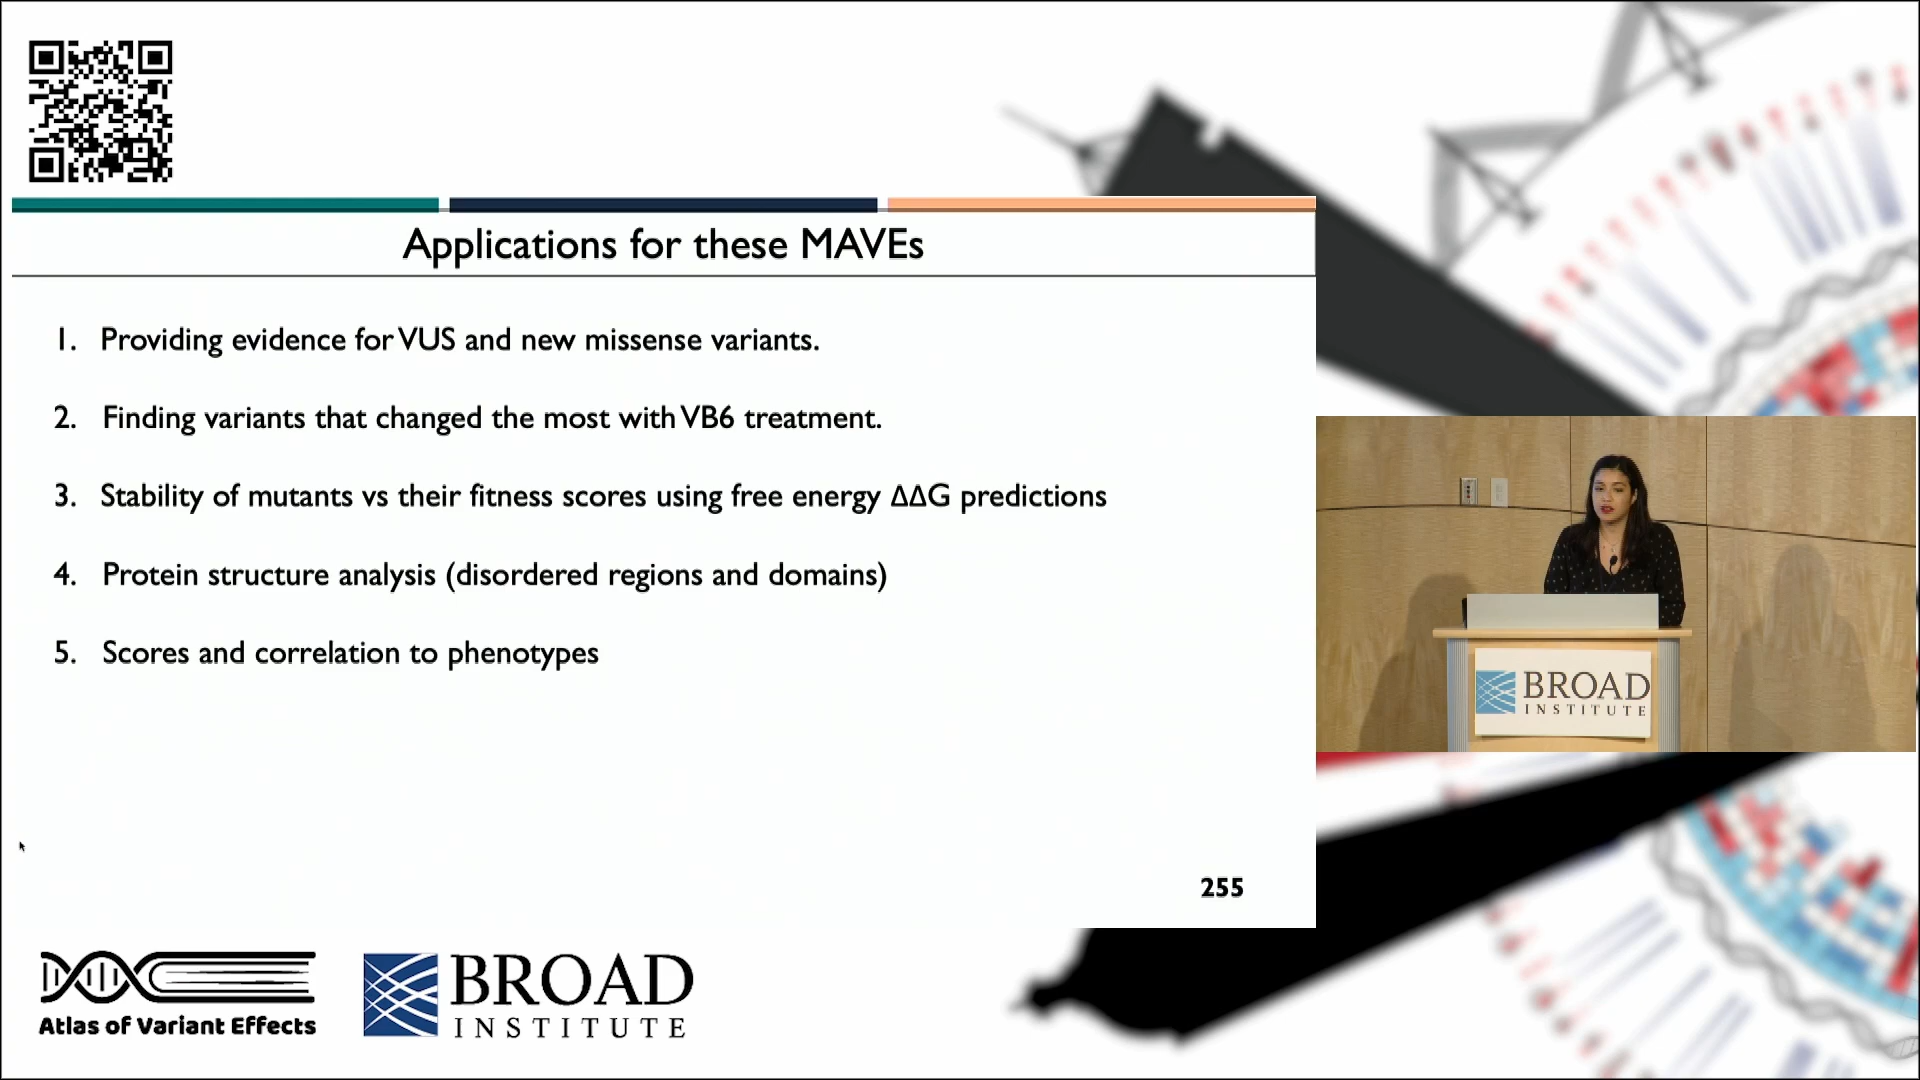 Applications for these MAVEs
1. Providing evidence for VUS and new missense variants.
2. Finding variants that changed the most with VB6 treatment.
3. Stability of mutants vs their fitness scores using free energy ΔΔG predictions
4. Protein structure analysis (disordered regions and domains)
5. Scores and correlation to phenotypes
255
BROAD
INSTITUTE
Atlas of Variant Effects
BROAD
INSTITUTE